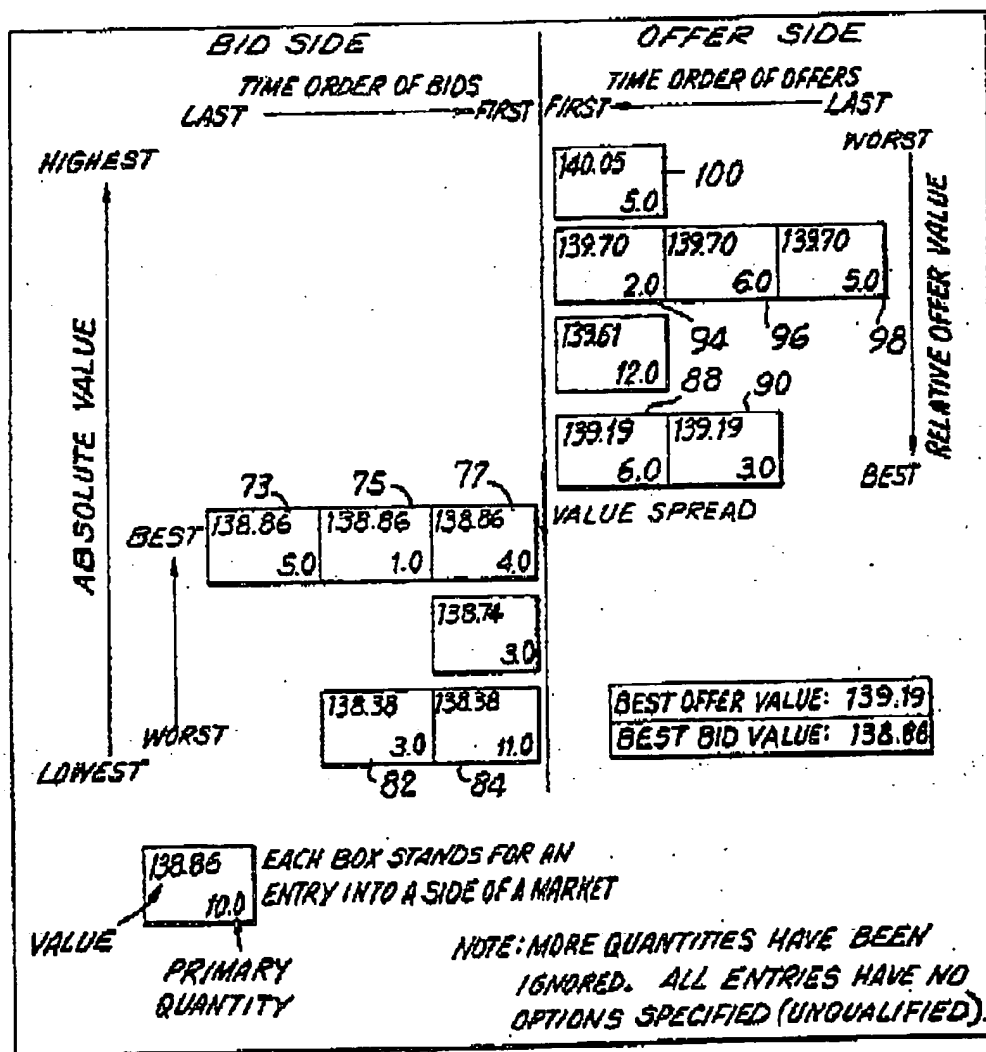 BID SIDE
OFFER SIDE
TIME ORDER OF BIDS
LAST FIRST
TIME ORDER OF OFFERS
FIRST LAST
HIGHEST
WORST
ABSOLUTE VALUE
RELATIVE OFFER VALUE
140.05
5.0
100
139.70 139.70 139.70
2.0 6.0 5.0
94 96 98
139.61
12.0
88 90
139.19 139.19
6.0 3.0
BEST
VALUE SPREAD
73 75 77
BEST
138.86 138.86 138.86
5.0 1.0 4.0
138.74
3.0
138.38 138.38
3.0 11.0
WORST
LOWEST
82 84
BEST OFFER VALUE: 139.19
BEST BID VALUE: 138.86
138.86
10.0
EACH BOX STANDS FOR AN
ENTRY INTO A SIDE OF A MARKET
VALUE
PRIMARY
QUANTITY
NOTE: MORE QUANTITIES HAVE BEEN
IGNORED. ALL ENTRIES HAVE NO
OPTIONS SPECIFIED (UNQUALIFIED).